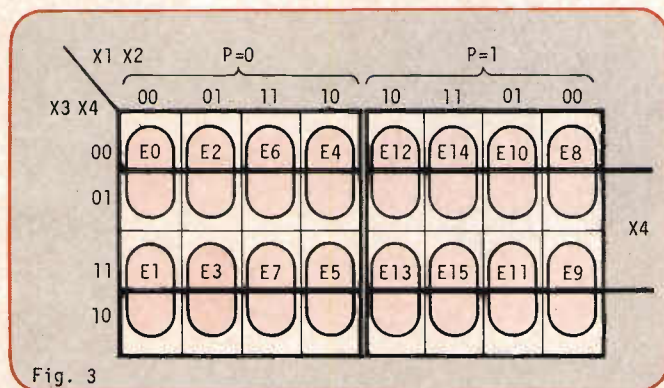 X1 X2 P=0 P=1
00 01 11 10 10 11 01 00
X3 X4
00 E0 E2 E6 E4 E12 E14 E10 E8
01
X4
11 E1 E3 E7 E5 E13 E15 E11 E9
10
Fig. 3